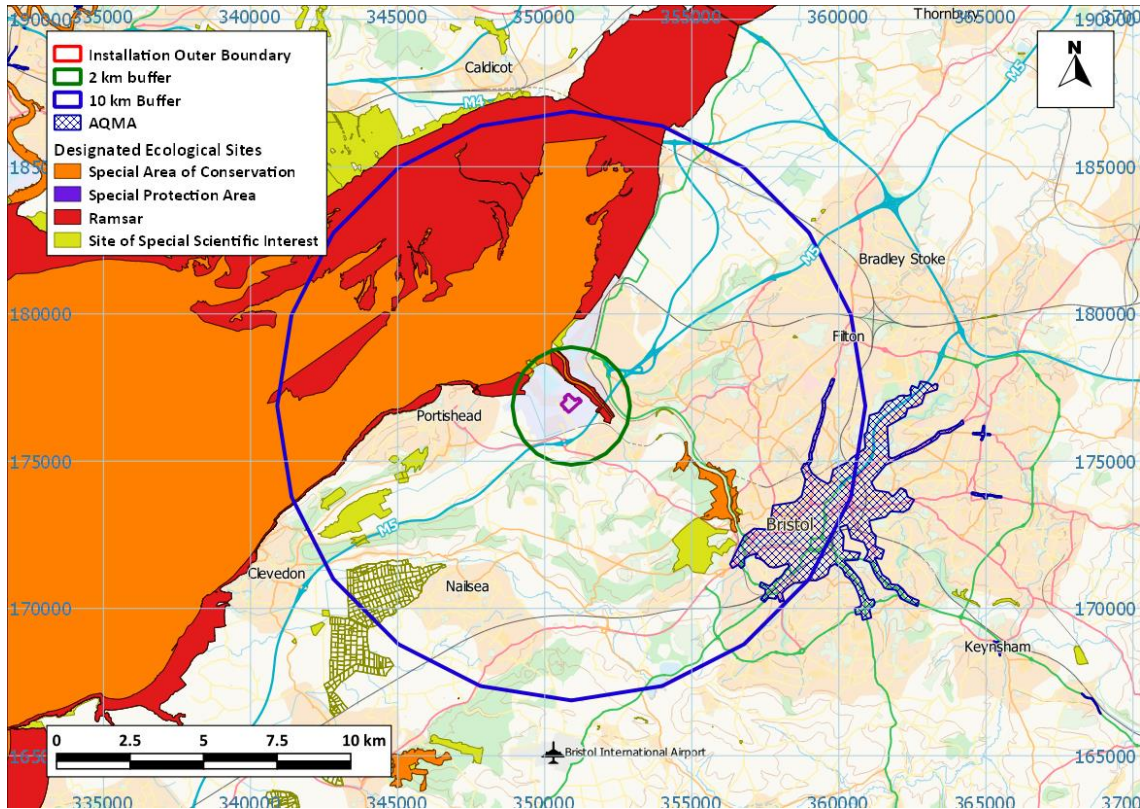 335000
340000
345000
350000
355000
360000
365000
190000
190000
Thornbury
Installation Outer Boundary
2 km buffer
10 km Buffer
AQMA
Designated Ecological Sites
Special Area of Conservation
Special Protection Area
Ramsar
Site of Special Scientific Interest
Caldicot
M4
M5
N
185000
185000
M5
Bradley Stoke
180000
180000
Filton
Portishead
175000
175000
M5
Bristol
Clevedon
Nailsea
170000
170000
Keynsham
0 2.5 5 7.5 10 km
Bristol International Airport
165000
335000
340000
345000
350000
355000
360000
365000